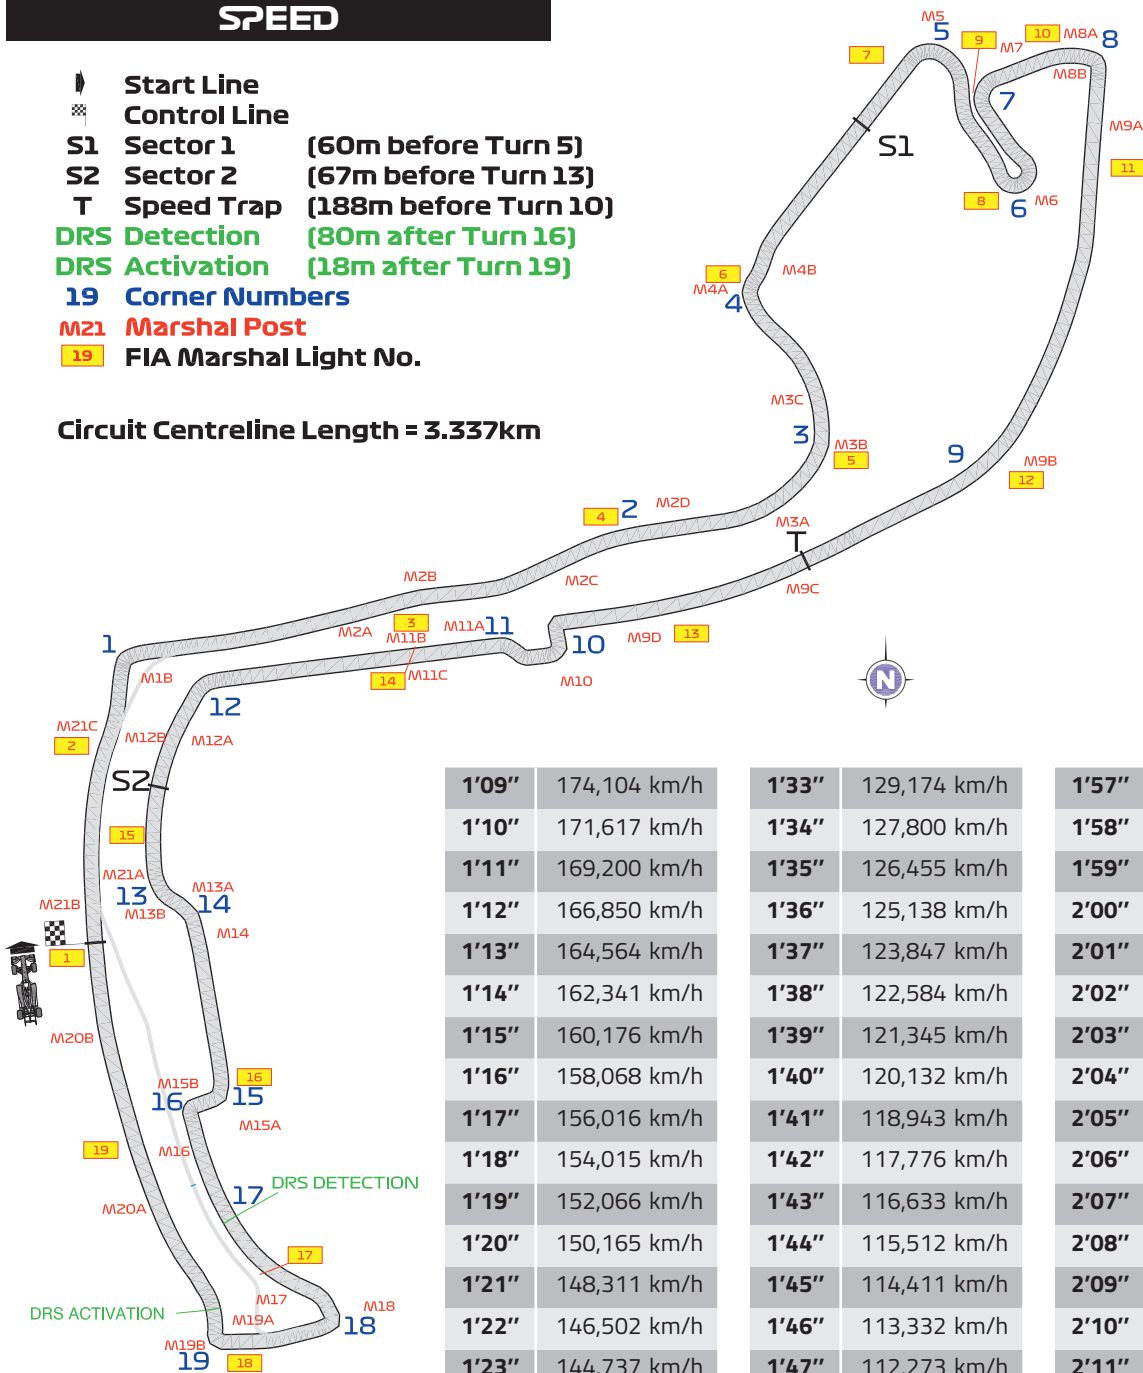 SPEED
Start Line
Control Line
S1 Sector 1 (60m before Turn 5)
S2 Sector 2 (67m before Turn 13)
T Speed Trap (188m before Turn 10)
DRS Detection (80m after Turn 16)
DRS Activation (18m after Turn 19)
19 Corner Numbers
M21 Marshal Post
19 FIA Marshal Light No.
Circuit Centreline Length = 3.337km
M5
5
7
9
M7
10
M8A
8
M8B
7
S1
M9A
11
8
6
M6
6
M4A
M4B
4
M3C
3
M3B
5
9
M9B
12
4
2
M2D
M3A
T
M2B
M2C
M9C
3
M2A
M11B
M11A
11
10
M9D
13
1
M1B
14
M11C
M10
N
12
M21C
2
M12B
M12A
S2
15
M21A
13
M13A
14
M21B
M13B
M14
1
M20B
M15B
16
16
15
M15A
19
M16
17
DRS DETECTION
M20A
17
M17
DRS ACTIVATION
M19A
M18
18
M19B
19
18
1'09'' 174,104 km/h 1'33'' 129,174 km/h 1'57''
1'10'' 171,617 km/h 1'34'' 127,800 km/h 1'58''
1'11'' 169,200 km/h 1'35'' 126,455 km/h 1'59''
1'12'' 166,850 km/h 1'36'' 125,138 km/h 2'00''
1'13'' 164,564 km/h 1'37'' 123,847 km/h 2'01''
1'14'' 162,341 km/h 1'38'' 122,584 km/h 2'02''
1'15'' 160,176 km/h 1'39'' 121,345 km/h 2'03''
1'16'' 158,068 km/h 1'40'' 120,132 km/h 2'04''
1'17'' 156,016 km/h 1'41'' 118,943 km/h 2'05''
1'18'' 154,015 km/h 1'42'' 117,776 km/h 2'06''
1'19'' 152,066 km/h 1'43'' 116,633 km/h 2'07''
1'20'' 150,165 km/h 1'44'' 115,512 km/h 2'08''
1'21'' 148,311 km/h 1'45'' 114,411 km/h 2'09''
1'22'' 146,502 km/h 1'46'' 113,332 km/h 2'10''
1'23'' 144,737 km/h 1'47'' 112,273 km/h 2'11''